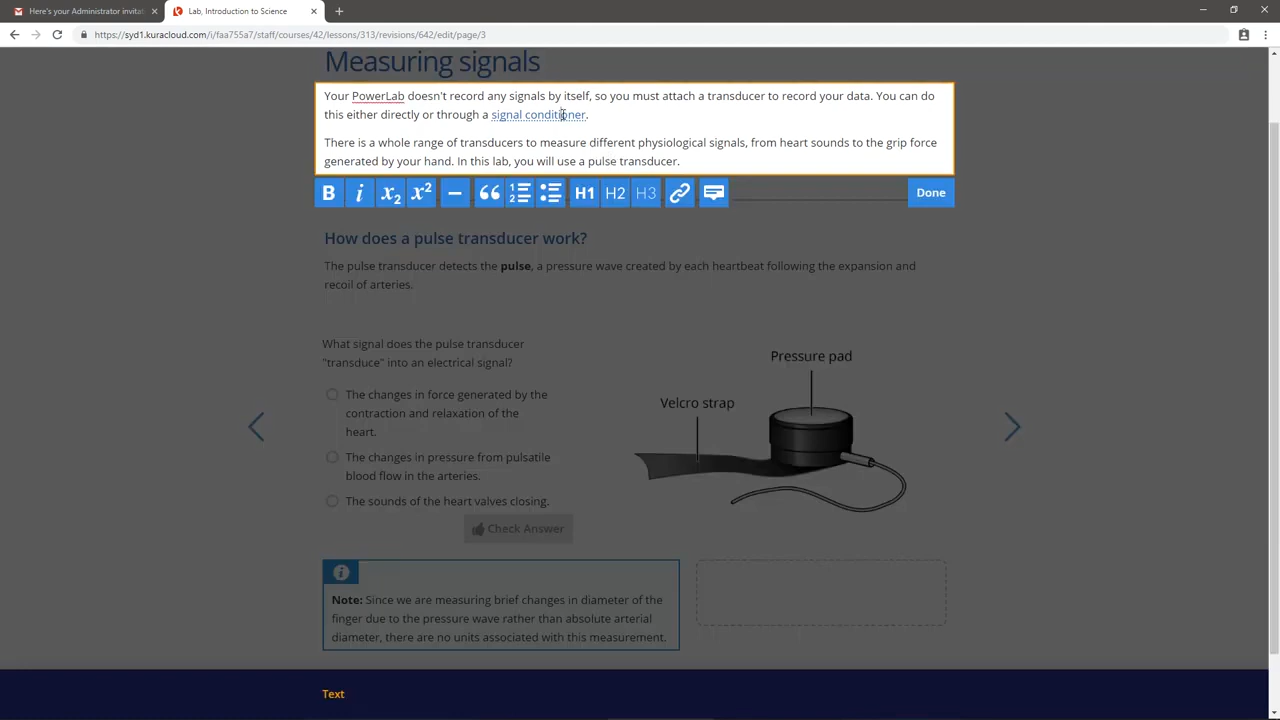 Here's your Administrator invitat
Lab, Introduction to Science
https://syd1.kuracloud.com/i/faa755a7/staff/courses/42/lessons/313/revisions/642/edit/page/3
Measuring signals
Your PowerLab doesn't record any signals by itself, so you must attach a transducer to record your data. You can do
this either directly or through a signal conditioner.
There is a whole range of transducers to measure different physiological signals, from heart sounds to the grip force
generated by your hand. In this lab, you will use a pulse transducer.
B i x2 x2 H1 H2 H3 Done
How does a pulse transducer work?
The pulse transducer detects the pulse, a pressure wave created by each heartbeat following the expansion and
recoil of arteries.
What signal does the pulse transducer
"transduce" into an electrical signal?
The changes in force generated by the
contraction and relaxation of the
heart.
The changes in pressure from pulsatile
blood flow in the arteries.
The sounds of the heart valves closing.
Check Answer
Pressure pad
Velcro strap
Note: Since we are measuring brief changes in diameter of the
finger due to the pressure wave rather than absolute arterial
diameter, there are no units associated with this measurement.
Text